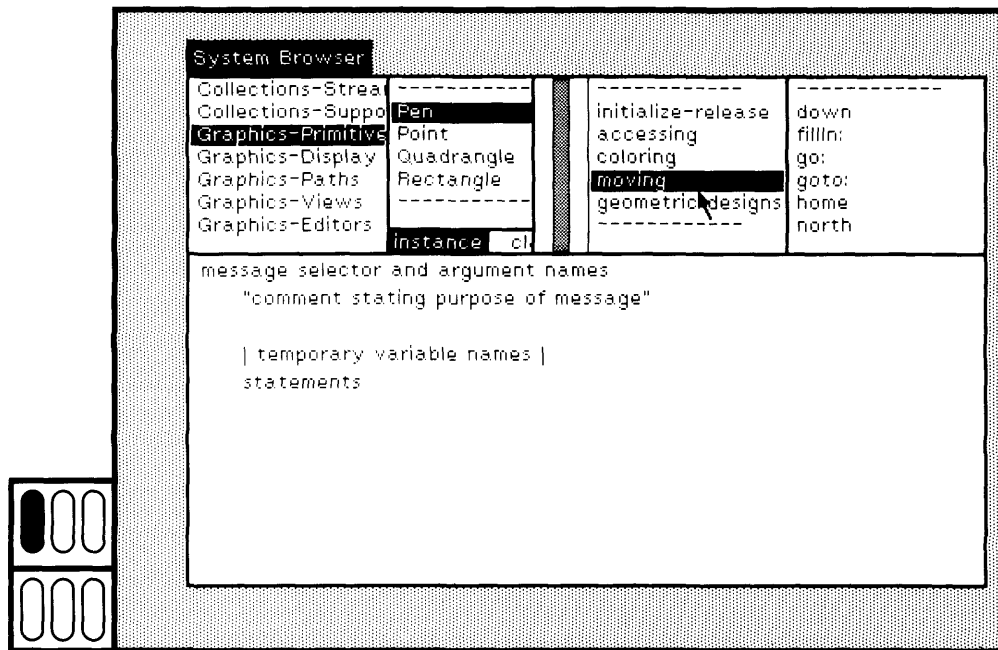 System Browser
Collections-Strea
Collections-Suppo
Graphics-Primitive
Graphics-Display
Graphics-Paths
Graphics-Views
Graphics-Editors
------------
Pen
Point
Quadrangle
Rectangle
------------
instance cl
------------
initialize-release
accessing
coloring
moving
geometric designs
------------
------------
down
fillIn:
go:
goto:
home
north
message selector and argument names
"comment stating purpose of message"
| temporary variable names |
statements